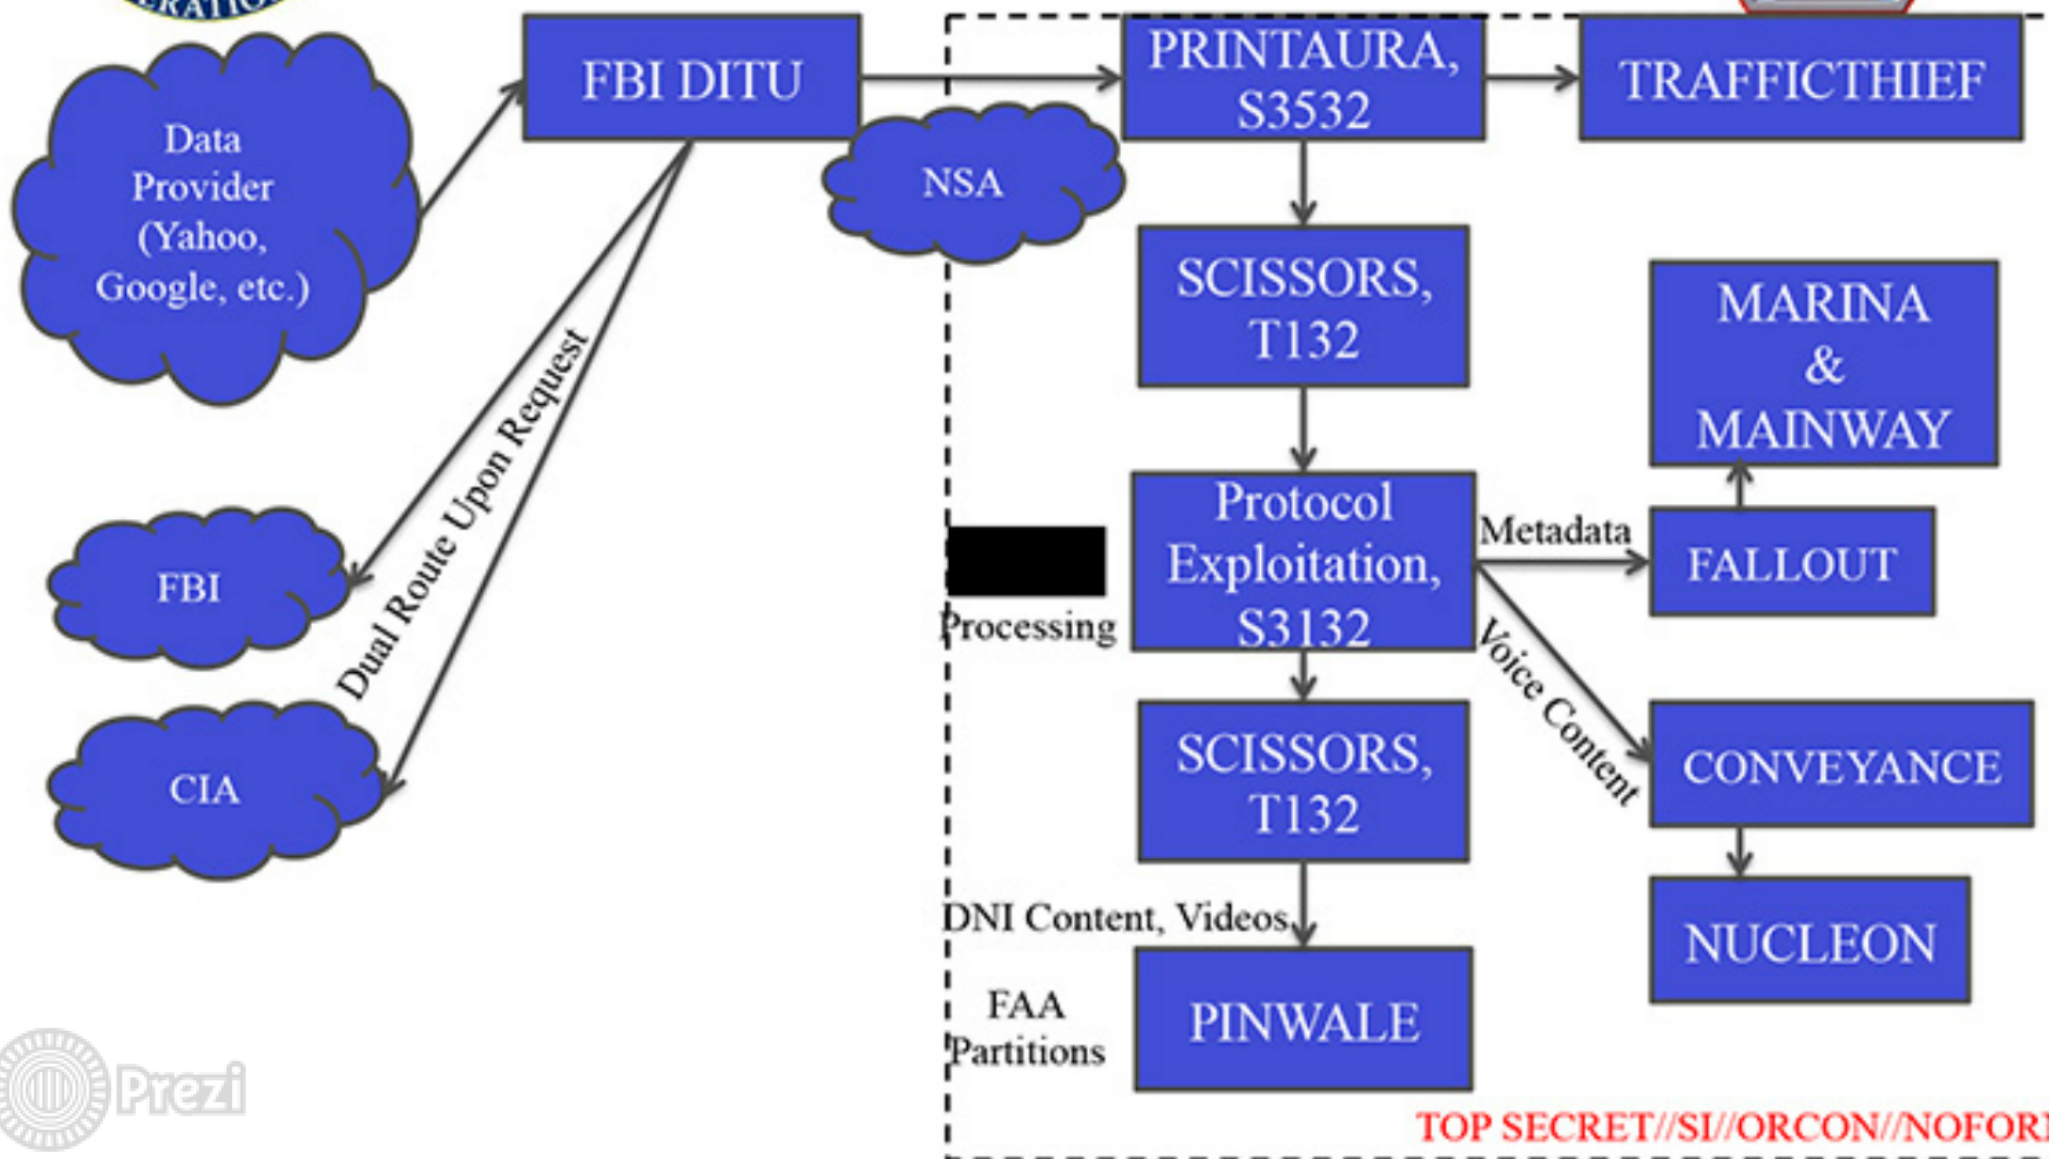 ERATIO
Data
Provider
(Yahoo,
Google, etc.)
FBI DITU
NSA
PRINTAURA,
S3532
TRAFFICTHIEF
SCISSORS,
T132
MARINA
&
MAINWAY
Dual Route Upon Request
FBI
CIA
Processing
Protocol
Exploitation,
S3132
Metadata
FALLOUT
Voice Content
SCISSORS,
T132
CONVEYANCE
NUCLEON
DNI Content, Videos
FAA
Partitions
PINWALE
Prezi
TOP SECRET//SI//ORCON//NOFORN